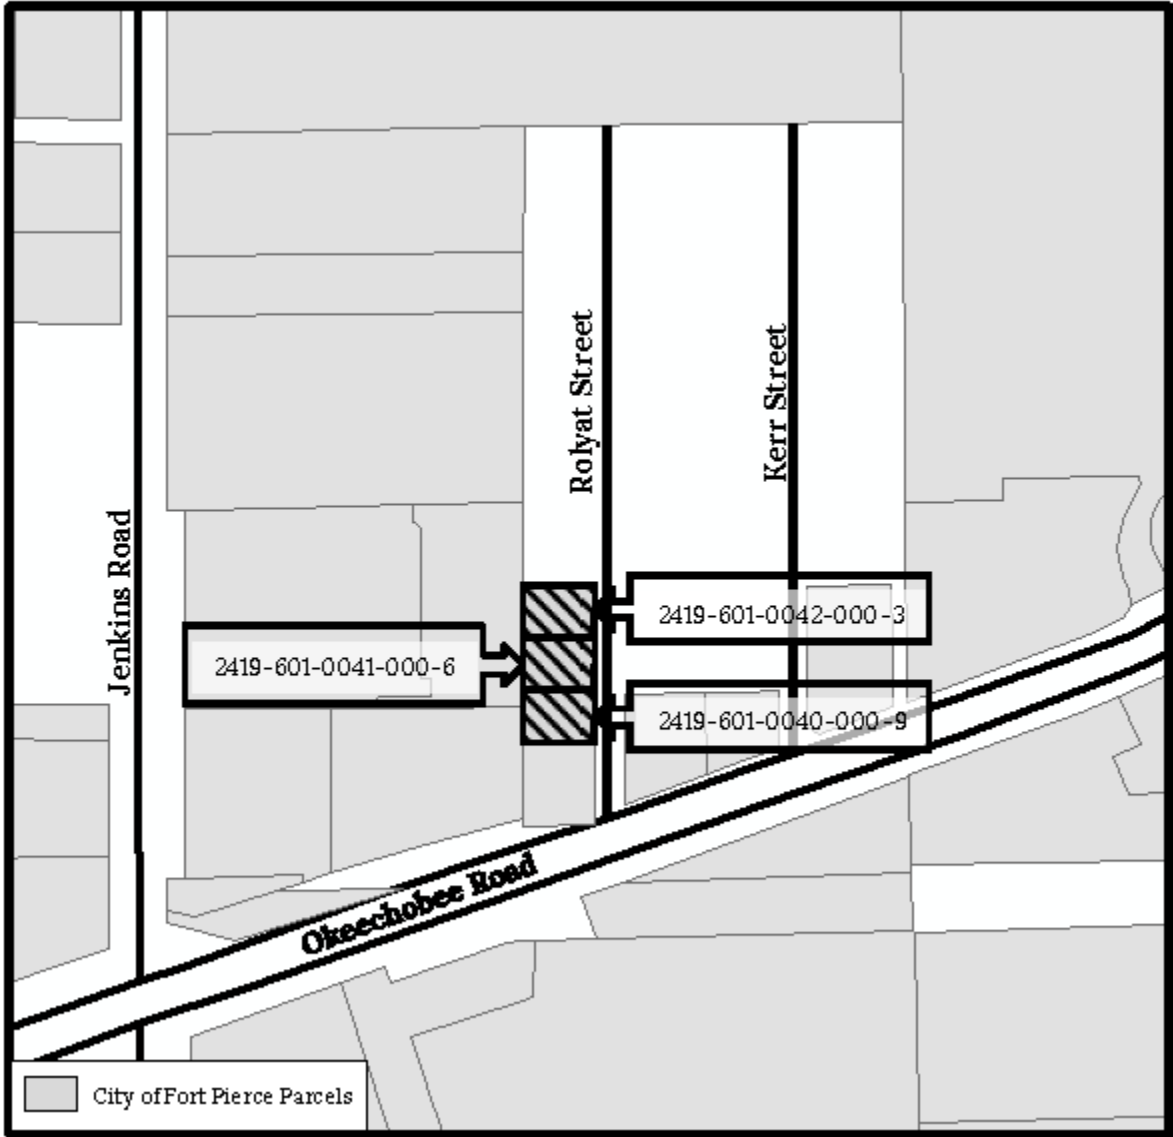 Rolyat Street
Kerr Street
Jenkins Road
2419-601-0042-000-3
2419-601-0041-000-6
2419-601-0040-000-9
Okeechobee Road
City of Fort Pierce Parcels